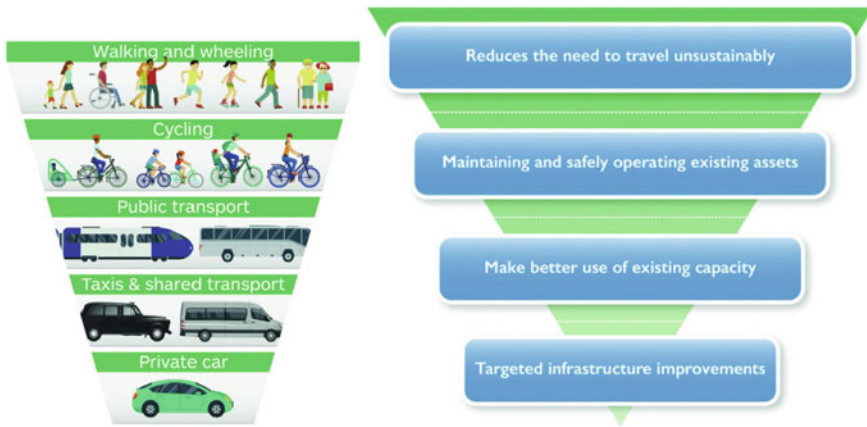 Walking and wheeling
Cycling
Public transport
Taxis & shared transport
Private car
Reduces the need to travel unsustainably
Maintaining and safely operating existing assets
Make better use of existing capacity
Targeted infrastructure improvements